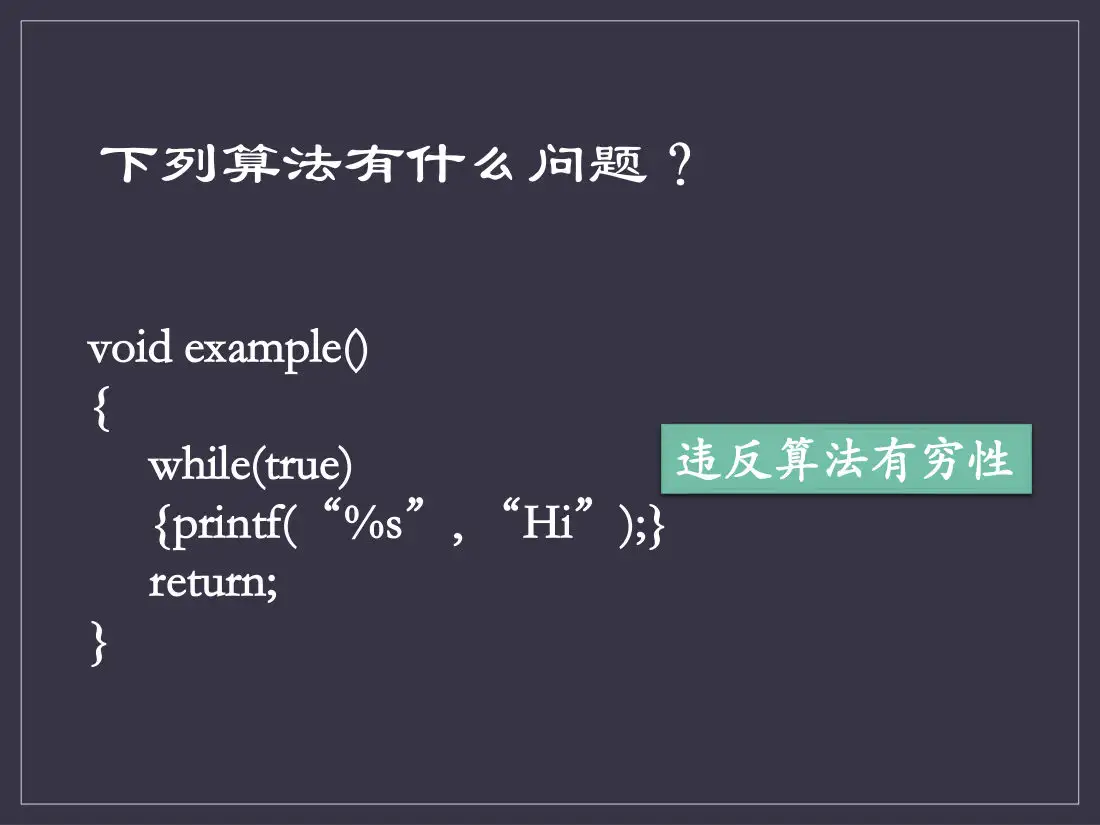 下列算法有什么问题？
void example()
{
while(true)
违反算法有穷性
{printf(“%s”, “Hi”);}
return;
}